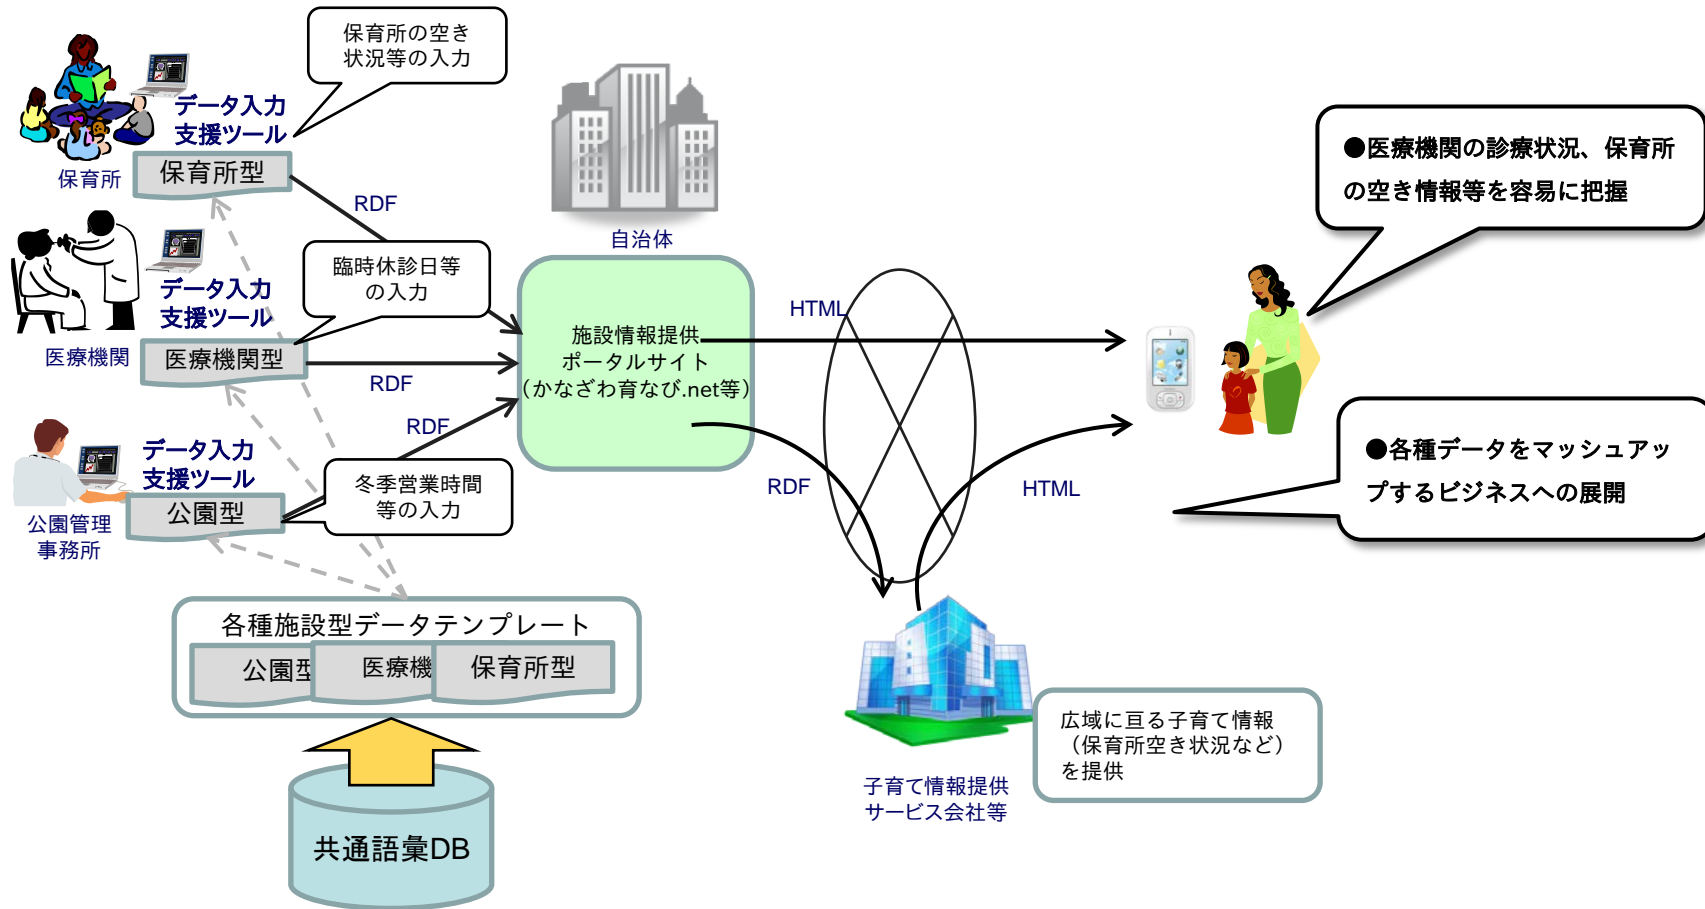 保育所の空き
状況等の入力
データ入力
支援ツール
保育所型
保育所
RDF
自治体
臨時休診日等
の入力
データ入力
支援ツール
医療機関型
医療機関
RDF
施設情報提供
ポータルサイト
（かなざわ育なび.net等）
HTML
●医療機関の診療状況、保育所
の空き情報等を容易に把握
データ入力
支援ツール
公園型
公園管理
事務所
RDF
冬季営業時間
等の入力
RDF
HTML
●各種データをマッシュアッ
プするビジネスへの展開
各種施設型データテンプレート
公園型
医療機
保育所型
共通語彙DB
子育て情報提供
サービス会社等
広域に亘る子育て情報
（保育所空き状況など）
を提供